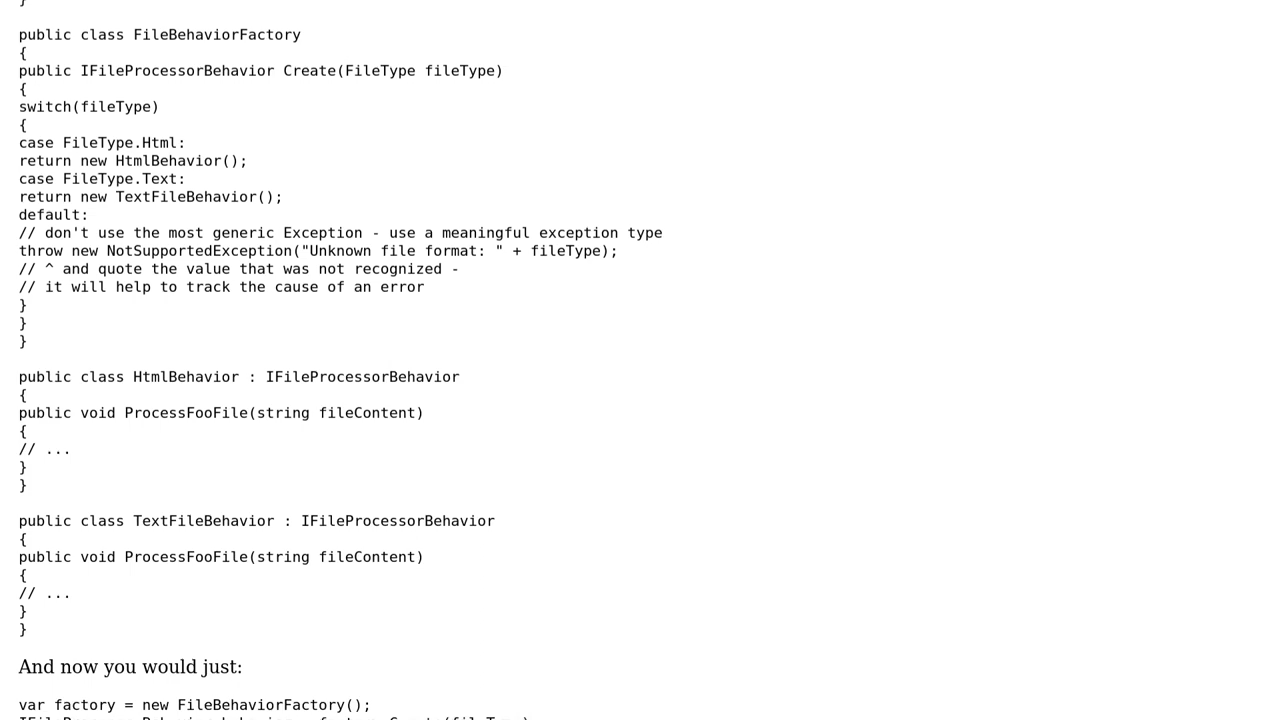 }
public class FileBehaviorFactory
{
public IFileProcessorBehavior Create(FileType fileType)
{
switch(fileType)
{
case FileType.Html:
return new HtmlBehavior();
case FileType.Text:
return new TextFileBehavior();
default:
// don't use the most generic Exception - use a meaningful exception type
throw new NotSupportedException("Unknown file format: " + fileType);
// ^ and quote the value that was not recognized -
// it will help to track the cause of an error
}
}
}
public class HtmlBehavior : IFileProcessorBehavior
{
public void ProcessFooFile(string fileContent)
{
// ...
}
}
public class TextFileBehavior : IFileProcessorBehavior
{
public void ProcessFooFile(string fileContent)
{
// ...
}
}
And now you would just:
var factory = new FileBehaviorFactory();